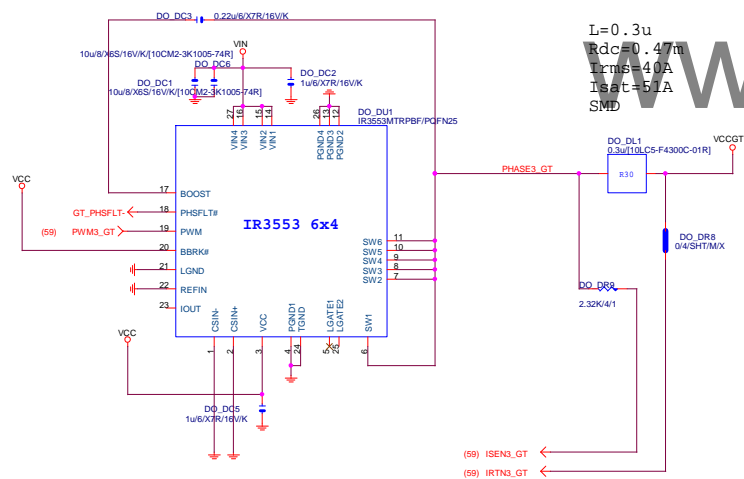 DO_DC3
0.22u/6/X7R/16V/K
L=0.3u
Rdc=0.47m
Irms=40A
Isat=51A
SMD
WW
10u/8/X6S/16V/K/[10CM2-3K1005-74R]
VIN
DO_DC6
DO_DC1
10u/8/X6S/16V/K/[10CM2-3K1005-74R]
DO_DC2
1u/6/X7R/16V/K
DO_DU1
IR3553MTRPBF/PQFN25
27 16 15 14
26 13 12
VIN4 VIN3 VIN2 VIN1
PGND4 PGND3 PGND2
DO_DL1
0.3u/[10LC5-F4300C-01R]
VCCGT
PHASE3_GT
R30
VCC
17 BOOST
GT_PHSFLT- 18 PHSFLT#
(59) PWM3_GT 19 PWM
20 BBRK#
21 LGND
22 REFIN
23 IOUT
IR3553 6x4
SW6 11
SW5 10
SW4 9
SW3 8
SW2 7
DO_DR8
0/4/SHT/M/X
DO_DR9
2.32K/4/1
CSIN- CSIN+ VCC PGND1 TGND LGATE1 LGATE2 SW1
1 2 3 4 24 5 25 6
VCC
DO_DC5
1u/6/X7R/16V/K
(59) ISEN3_GT
(59) IRTN3_GT